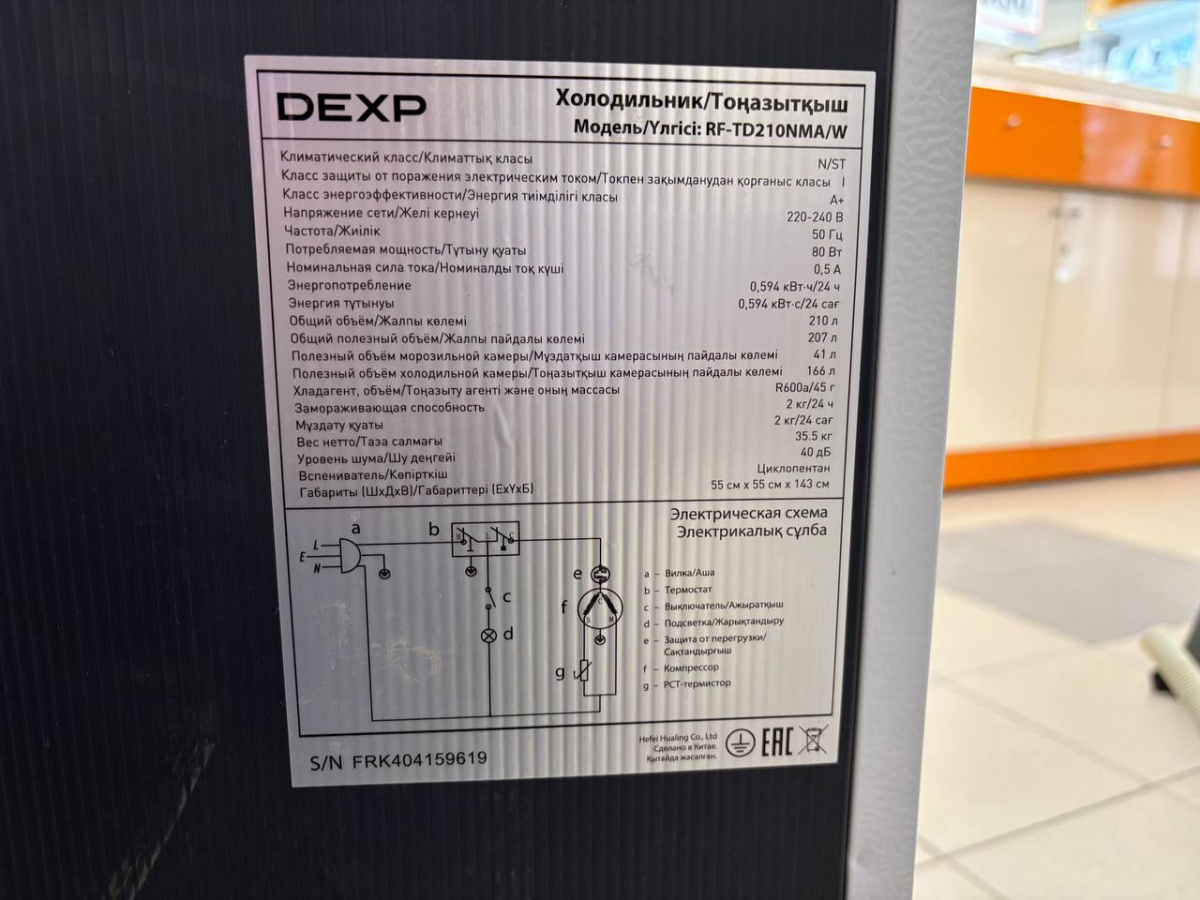 DEXP
Холодильник/Тоңазытқыш
Модель/Үлгісі: RF-TD210NMA/W
Климатический класс/Климаттық класы N/ST
Класс защиты от поражения электрическим током/Токпен зақымданудан қорғаныс класы I
Класс энергоэффективности/Энергия тиімділігі класы A+
Напряжение сети/Желі кернеуі 220-240 В
Частота/Жиілік 50 Гц
Потребляемая мощность/Тұтыну қуаты 80 Вт
Номинальная сила тока/Номиналды тоқ күші 0,5 А
Энергопотребление 0,594 кВт·ч/24 ч
Энергия тұтынуы 0,594 кВт·с/24 сағ
Общий объём/Жалпы көлемі 210 л
Общий полезный объём/Жалпы пайдалы көлемі 207 л
Полезный объём морозильной камеры/Мұздатқыш камерасының пайдалы көлемі 41 л
Полезный объём холодильной камеры/Тоңазытқыш камерасының пайдалы көлемі 166 л
Хладагент, объём/Тоңазыту агенті және оның массасы R600a/45 г
Замораживающая способность 2 кг/24 ч
Мұздату қуаты 2 кг/24 сағ
Вес нетто/Таза салмағы 35.5 кг
Уровень шума/Шу деңгейі 40 дБ
Вспениватель/Көпірткіш Циклопентан
Габариты (ШхДхВ)/Габариттері (ЕхҮхБ) 55 см x 55 см x 143 см
Электрическая схема
Электрикалық сұлба
a
b
L
E
N
c
d
e
f
C
S
M
g
a – Вилка/Аша
b – Термостат
c – Выключатель/Ажыратқыш
d – Подсветка/Жарықтандыру
e – Защита от перегрузки/
Сақтандырғыш
f – Компрессор
g – PCT-термистор
S/N FRK404159619
Hefei Hualing Co., Ltd
Сделано в Китае.
Қытайда жасалған.
EAC